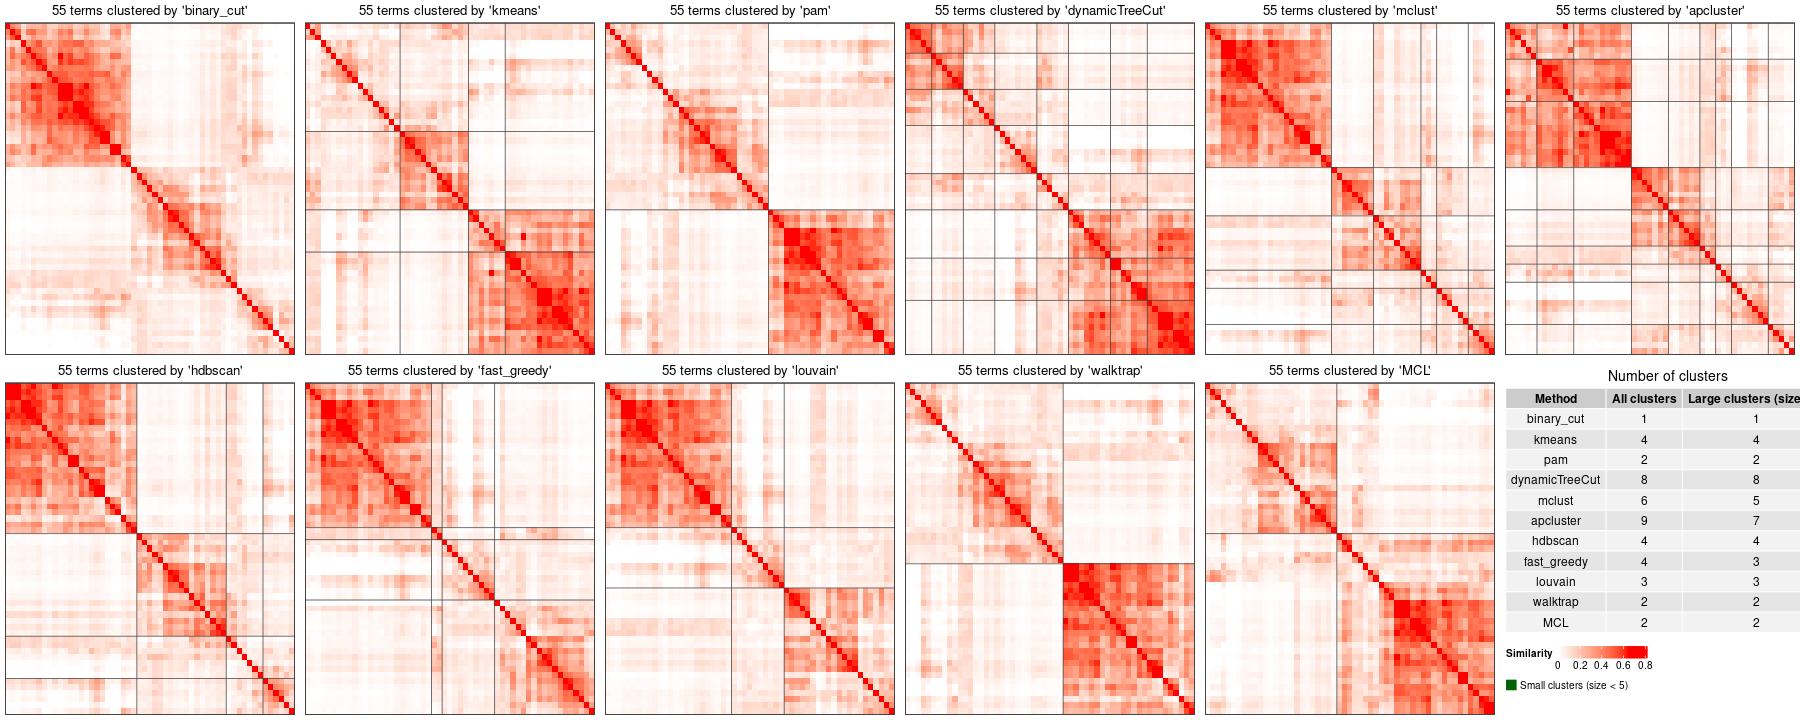 55 terms clustered by 'binary_cut'
55 terms clustered by 'kmeans'
55 terms clustered by 'pam'
55 terms clustered by 'dynamicTreeCut'
55 terms clustered by 'mclust'
55 terms clustered by 'apcluster'
55 terms clustered by 'hdbscan'
55 terms clustered by 'fast_greedy'
55 terms clustered by 'louvain'
55 terms clustered by 'walktrap'
55 terms clustered by 'MCL'
Number of clusters
Method All clusters Large clusters (size
binary_cut 1 1
kmeans 4 4
pam 2 2
dynamicTreeCut 8 8
mclust 6 5
apcluster 9 7
hdbscan 4 4
fast_greedy 4 3
louvain 3 3
walktrap 2 2
MCL 2 2
Similarity
0 0.2 0.4 0.6 0.8
Small clusters (size < 5)